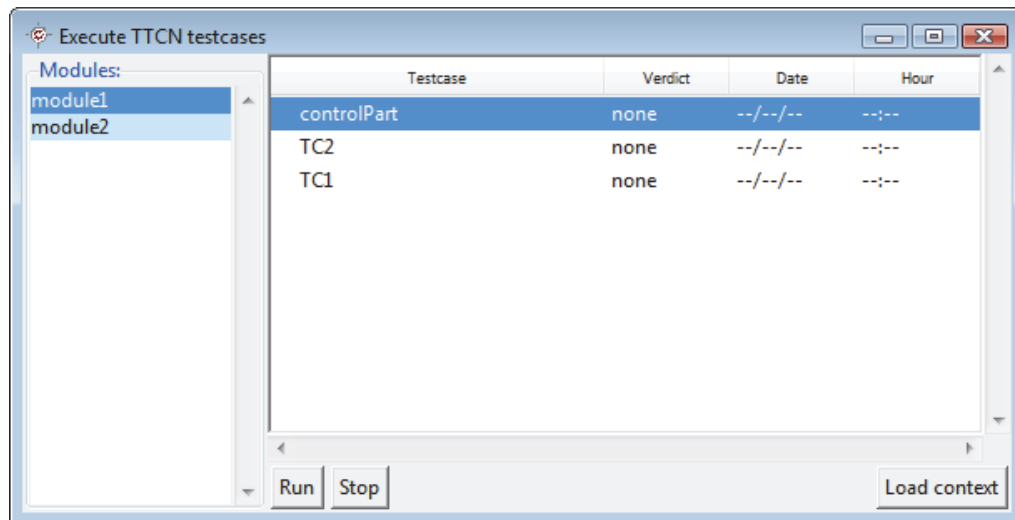 Execute TTCN testcases
Modules:
module1
module2
Testcase Verdict Date Hour
controlPart none --/--/-- --:--
TC2 none --/--/-- --:--
TC1 none --/--/-- --:--
Run Stop Load context